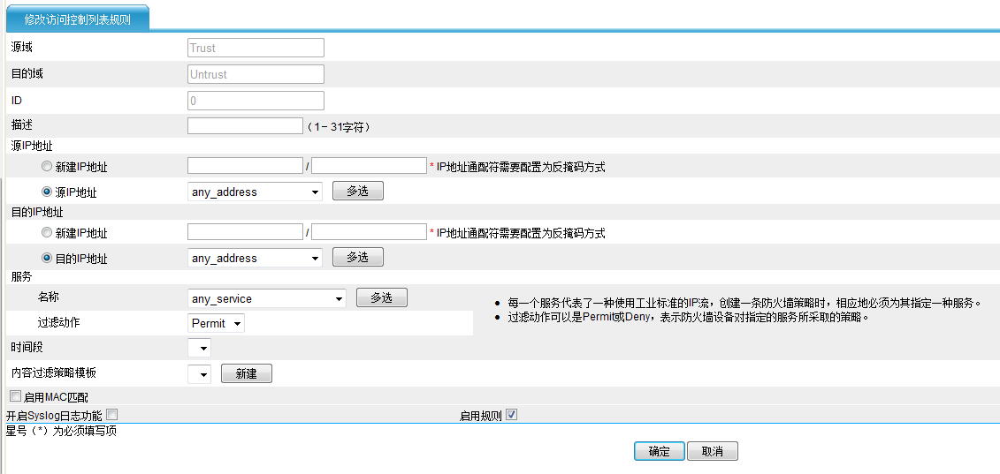 修改访问控制列表规则
源域 Trust
目的域 Untrust
ID 0
描述 （1－31字符）
源IP地址
新建IP地址 / * IP地址通配符需要配置为反掩码方式
源IP地址 any_address 多选
目的IP地址
新建IP地址 / * IP地址通配符需要配置为反掩码方式
目的IP地址 any_address 多选
服务
名称 any_service 多选
每一个服务代表了一种使用工业标准的IP流，创建一条防火墙策略时，相应地必须为其指定一种服务。
过滤动作可以是Permit或Deny，表示防火墙设备对指定的服务所采取的策略。
过滤动作 Permit
时间段
内容过滤策略模板 新建
启用MAC匹配
开启Syslog日志功能 启用规则
星号（*）为必须填写项
确定 取消